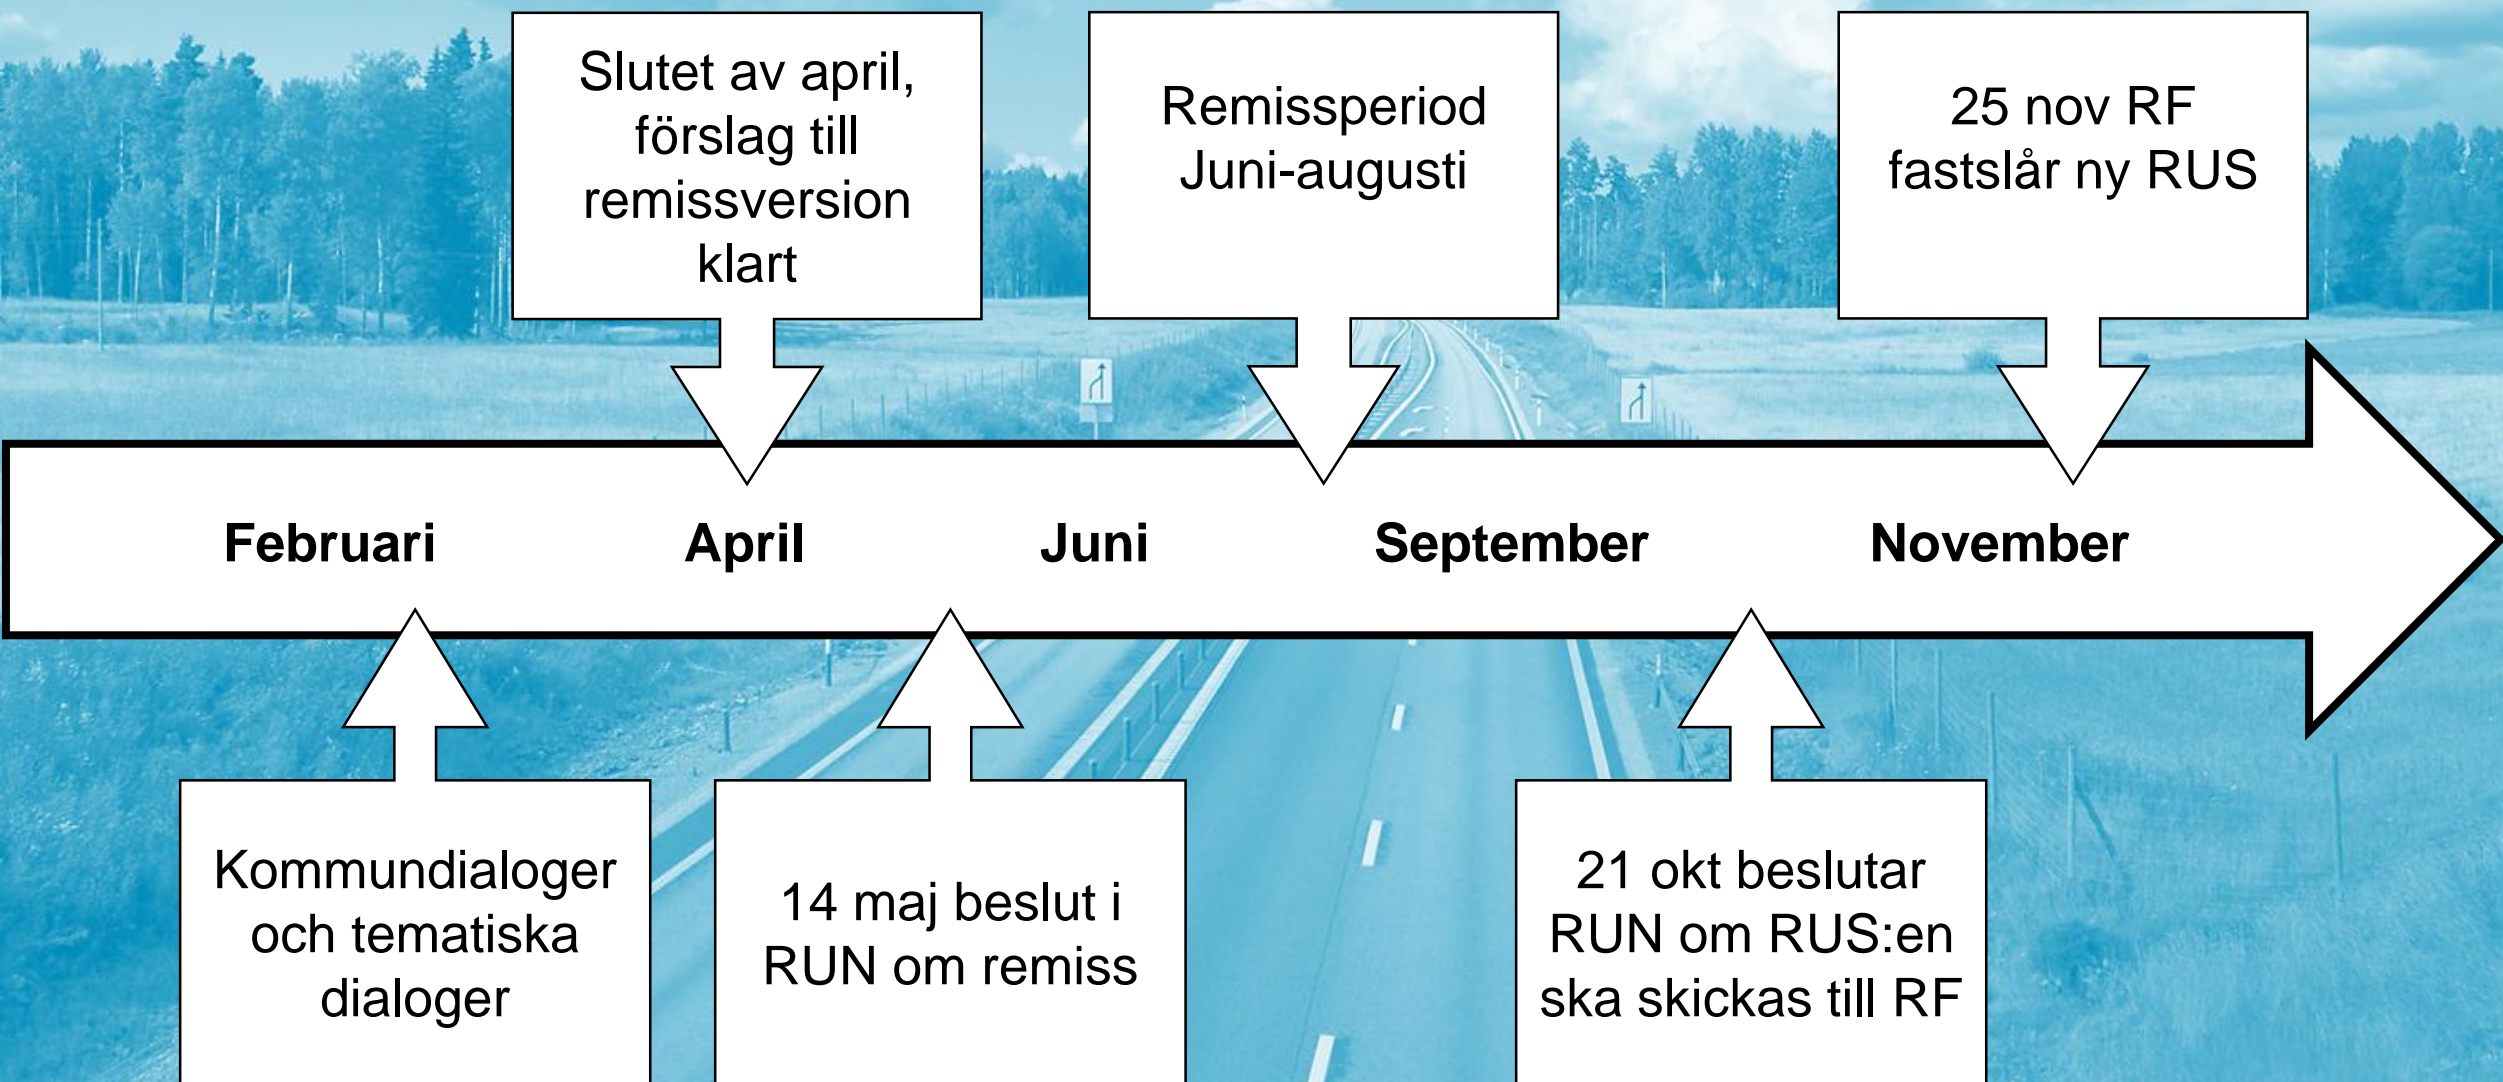 Slutet av april,
förslag till
remissversion
klart
Remissperiod
Juni-augusti
25 nov RF
fastslår ny RUS
Februari
April
Juni
September
November
Kommundialoger
och tematiska
dialoger
14 maj beslut i
RUN om remiss
21 okt beslutar
RUN om RUS:en
ska skickas till RF